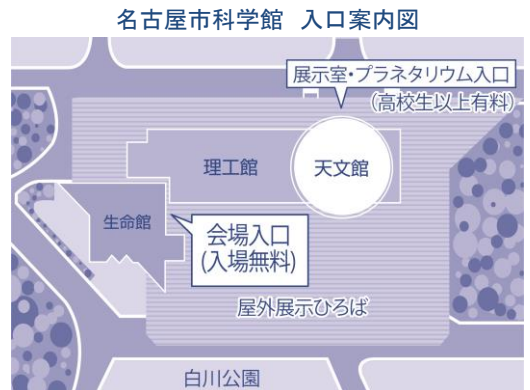 名古屋市科学館 入口案内図
展示室・プラネタリウム入口
(高校生以上有料)
理工館
天文館
生命館
会場入口
(入場無料)
屋外展示ひろば
白川公園